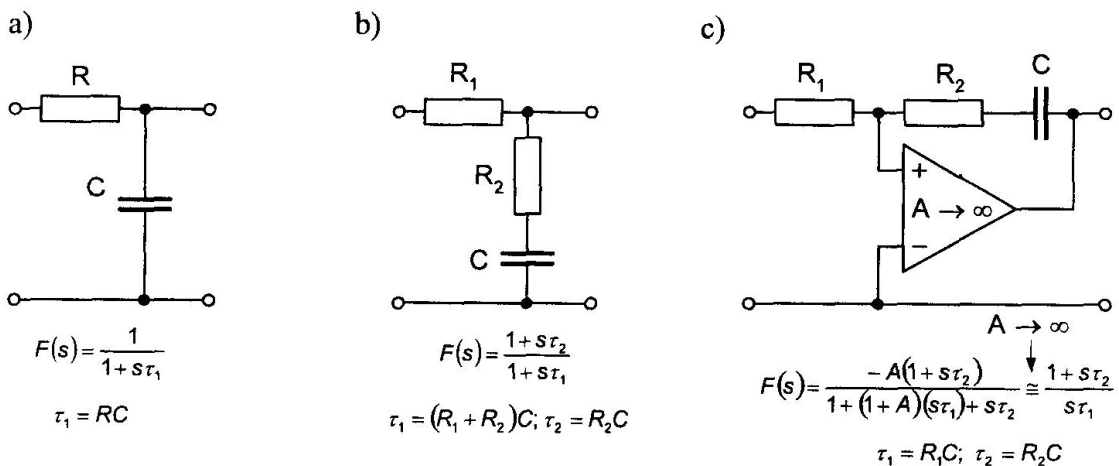 a)
R
C
F(s) = 1 / (1 + sτ₁)
τ₁ = RC
b)
R₁
R₂
C
F(s) = (1 + sτ₂) / (1 + sτ₁)
τ₁ = (R₁ + R₂)C; τ₂ = R₂C
c)
R₁
R₂
C
+
A → ∞
−
A → ∞
F(s) = −A(1 + sτ₂) / (1 + (1 + A)(sτ₁) + sτ₂) ≅ (1 + sτ₂) / sτ₁
τ₁ = R₁C; τ₂ = R₂C